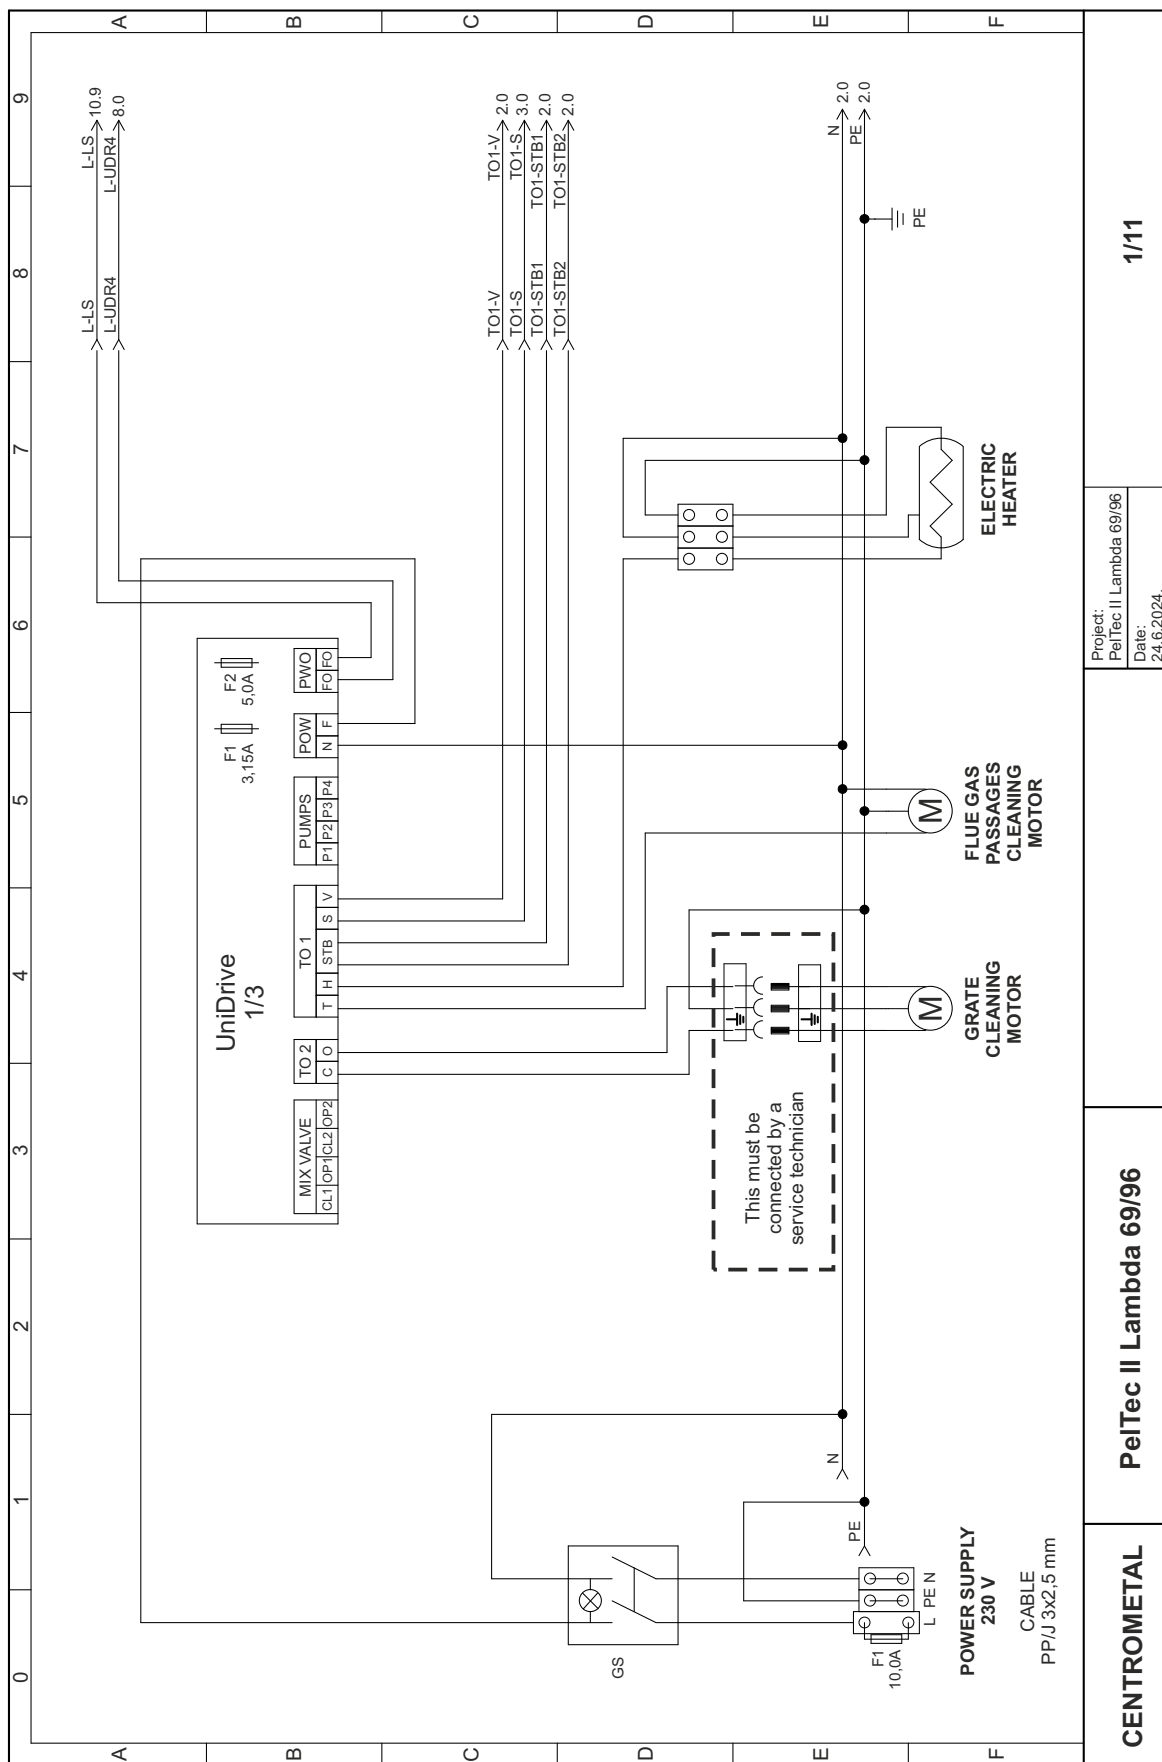 0 1 2 3 4 5 6 7 8 9
A
B
C
D
E
F
A
B
C
D
E
F
L-LS L-LS 10.9
L-UDR4 L-UDR4 8.0
UniDrive
1/3
F1
3,15A
F2
5,0A
MIX VALVE
CL1 OP1 CL2 OP2
TO 2
C O
TO 1
T H STB S V
PUMPS
P1 P2 P3 P4
POW
N F
PWO
FO FO
TO1-V TO1-V 2.0
TO1-S TO1-S 3.0
TO1-STB1 TO1-STB1 2.0
TO1-STB2 TO1-STB2 2.0
GS
This must be
connected by a
service technician
N N 2.0
PE PE 2.0
PE
F1
10,0A
L PE N
POWER SUPPLY
230 V
CABLE
PP/J 3x2,5 mm
M
GRATE
CLEANING
MOTOR
M
FLUE GAS
PASSAGES
CLEANING
MOTOR
ELECTRIC
HEATER
CENTROMETAL
PelTec II Lambda 69/96
Project:
PelTec II Lambda 69/96
Date:
24.6.2024.
1/11